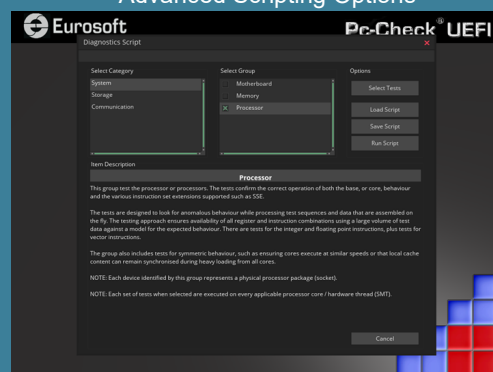 Advanced Scripting Options
Eurosoft
Pc-Check® UEFI
Diagnostics Script
Select Category
Select Group
Options
System
Storage
Communication
Motherboard
Memory
Processor
Select Tests
Load Script
Save Script
Run Script
Item Description
Processor
This group test the processor or processors. The tests confirm the correct operation of both the base, or core, behaviour
and the various instruction set extensions supported such as SSE.
The tests are designed to look for anomalous behaviour while processing test sequences and data that are assembled on
the fly. The testing approach ensures availability of all register and instruction combinations using a large volume of test
data against a model for the expected behaviour. There are tests for the integer and floating point instructions, plus tests for
vector instructions.
The group also includes tests for symmetric behaviour, such as ensuring cores execute at similar speeds or that local cache
content can remain synchronised during heavy loading from all cores.
NOTE: Each device identified by this group represents a physical processor package (socket).
NOTE: Each set of tests when selected are executed on every applicable processor core / hardware thread (SMT).
Cancel